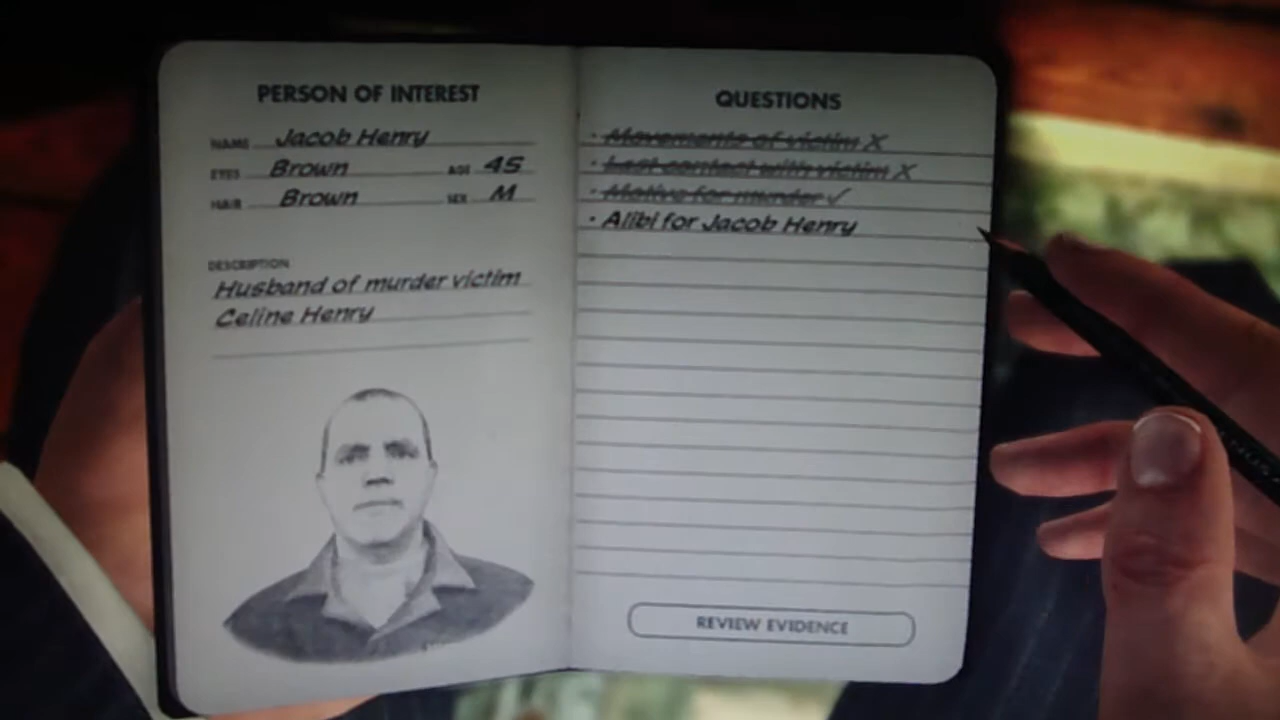 PERSON OF INTEREST
NAME Jacob Henry
EYES Brown AGE 45
HAIR Brown SEX M
DESCRIPTION
Husband of murder victim
Celine Henry
QUESTIONS
· Movements of victim X
· Last contact with victim X
· Motive for murder ✓
· Alibi for Jacob Henry
REVIEW EVIDENCE